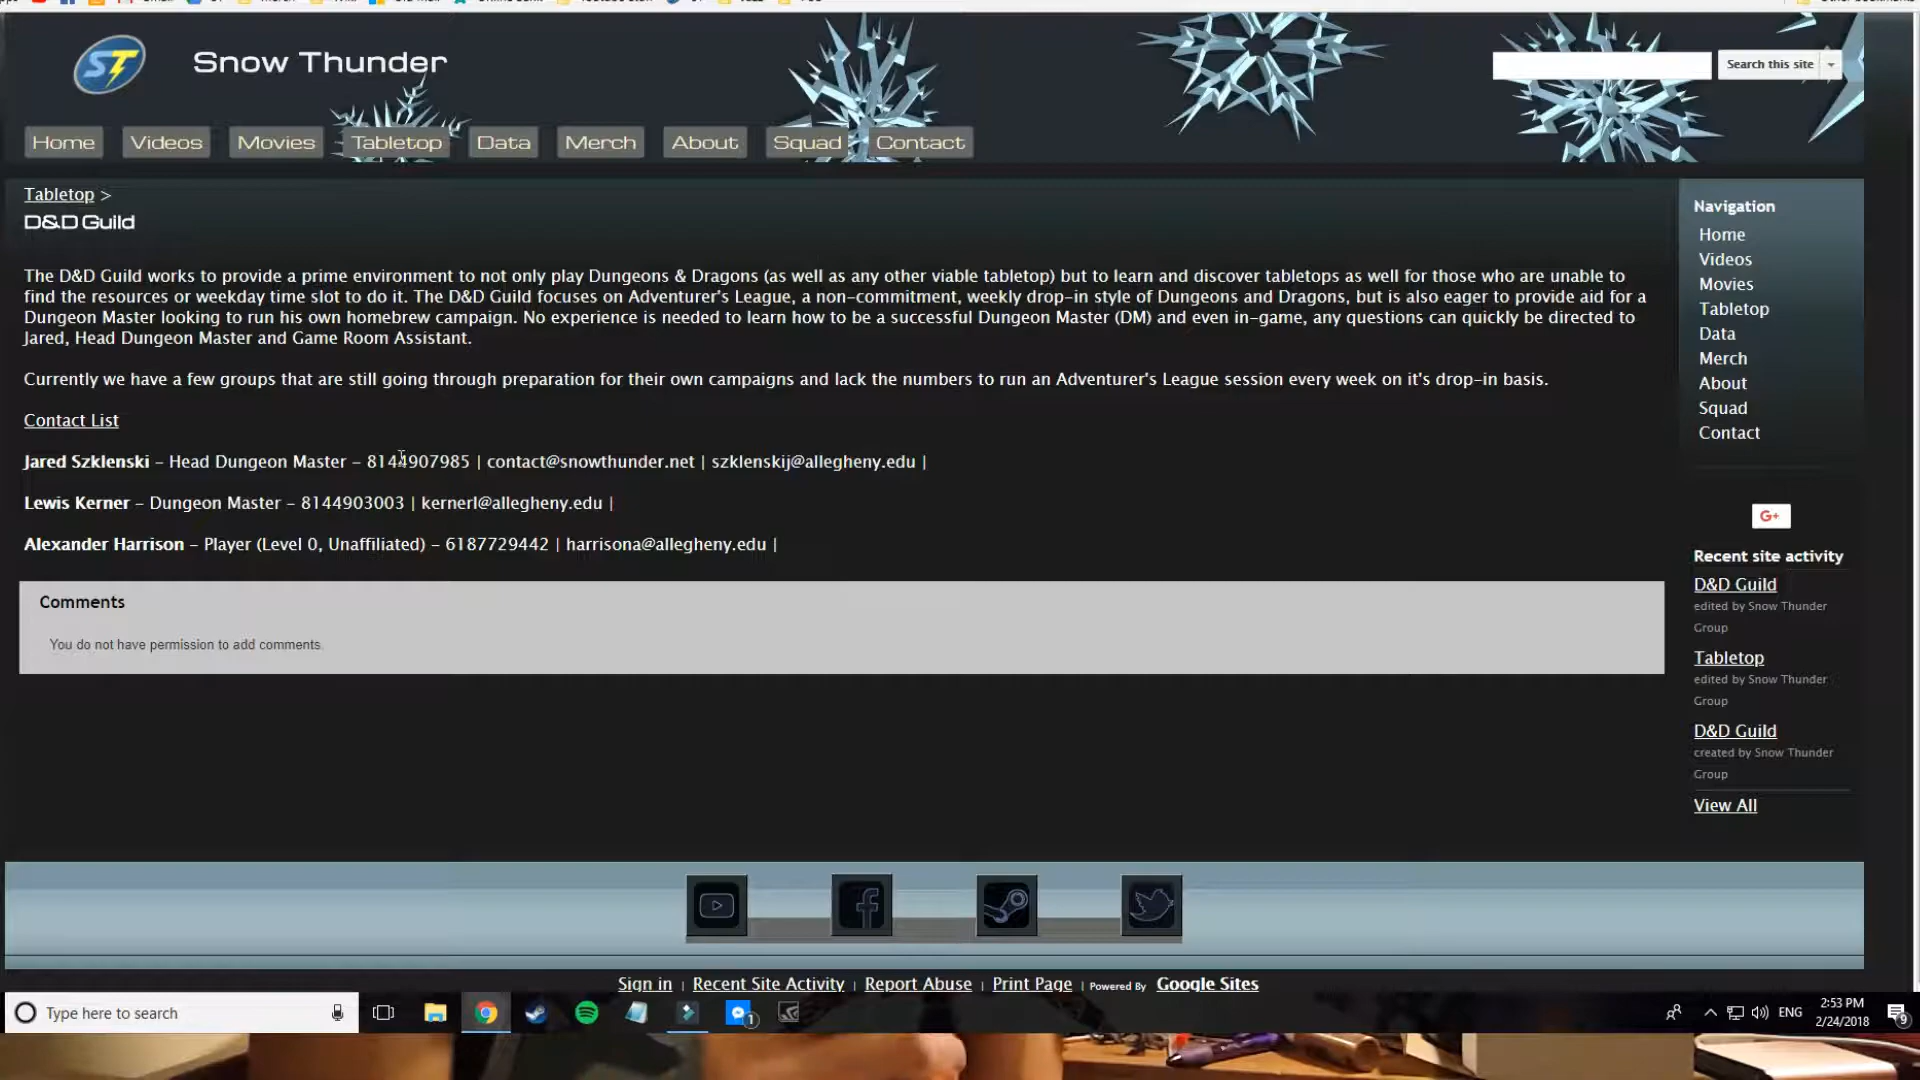 ST
Snow Thunder
Search this site
Home Videos Movies Tabletop Data Merch About Squad Contact
Tabletop >
D&D Guild
The D&D Guild works to provide a prime environment to not only play Dungeons & Dragons (as well as any other viable tabletop) but to learn and discover tabletops as well for those who are unable to
find the resources or weekday time slot to do it. The D&D Guild focuses on Adventurer's League, a non-commitment, weekly drop-in style of Dungeons and Dragons, but is also eager to provide aid for a
Dungeon Master looking to run his own homebrew campaign. No experience is needed to learn how to be a successful Dungeon Master (DM) and even in-game, any questions can quickly be directed to
Jared, Head Dungeon Master and Game Room Assistant.
Currently we have a few groups that are still going through preparation for their own campaigns and lack the numbers to run an Adventurer's League session every week on it's drop-in basis.
Contact List
Jared Szklenski - Head Dungeon Master - 8144907985 | contact@snowthunder.net | szklenskij@allegheny.edu |
Lewis Kerner - Dungeon Master - 8144903003 | kernerl@allegheny.edu |
Alexander Harrison - Player (Level 0, Unaffiliated) - 6187729442 | harrisona@allegheny.edu |
Comments
You do not have permission to add comments.
Navigation
Home
Videos
Movies
Tabletop
Data
Merch
About
Squad
Contact
G+
Recent site activity
D&D Guild
edited by Snow Thunder
Group
Tabletop
edited by Snow Thunder
Group
D&D Guild
created by Snow Thunder
Group
View All
Sign in | Recent Site Activity | Report Abuse | Print Page | Powered By Google Sites
Type here to search
1
ENG
2:53 PM
2/24/2018
9